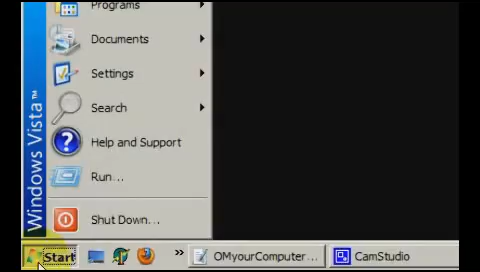 Programs
Documents
Settings
Search
Help and Support
Run...
Shut Down...
Windows Vista™
Start
»
OMyourComputer...
CamStudio